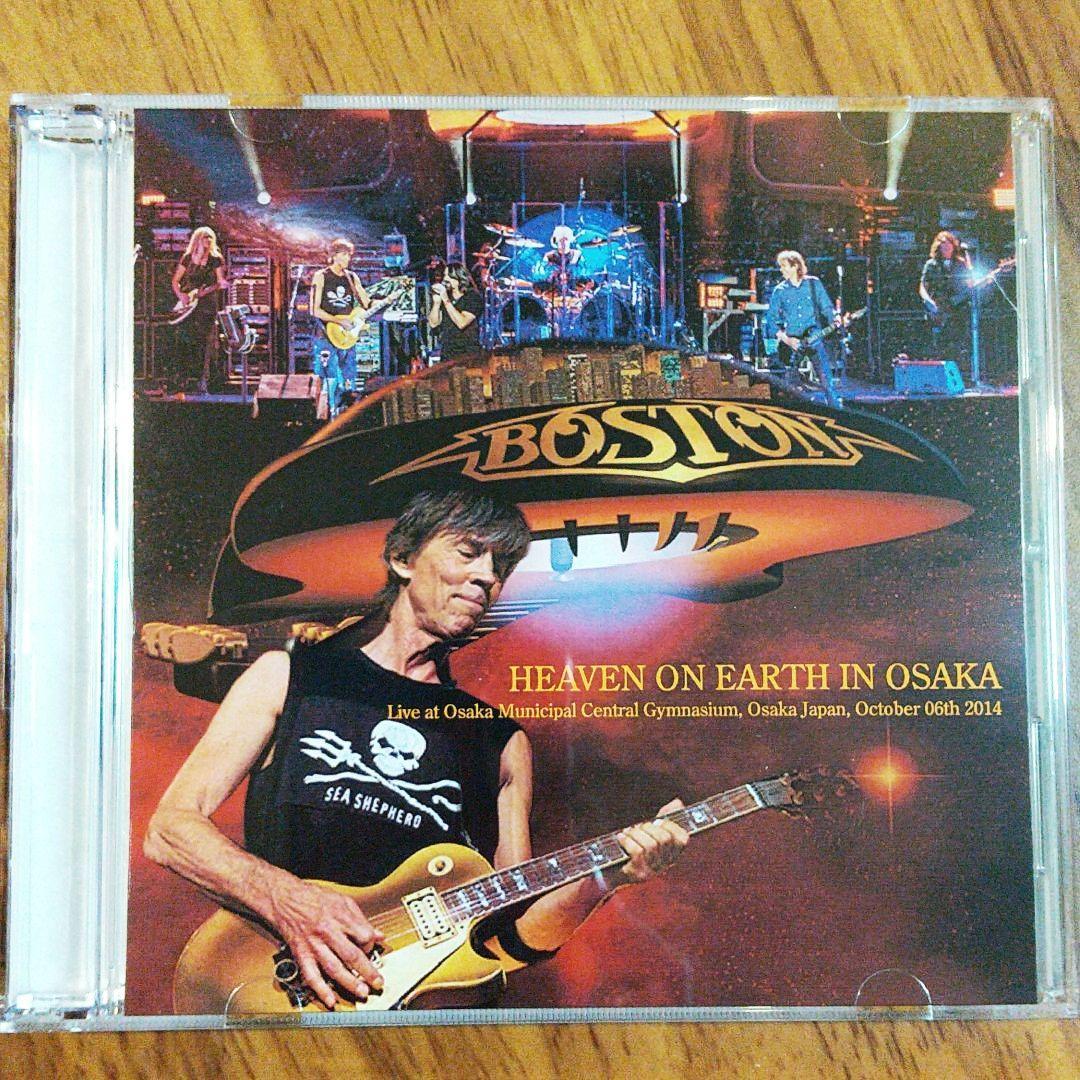 BOSTON
HEAVEN ON EARTH IN OSAKA
Live at Osaka Municipal Central Gymnasium, Osaka Japan, October 06th 2014
SEA SHEPHERD